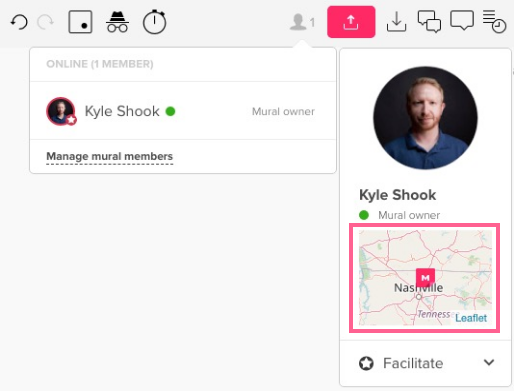 1
ONLINE (1 MEMBER)
Kyle Shook
Mural owner
Manage mural members
Kyle Shook
Mural owner
M
Nashville
Tenness
Leaflet
Facilitate